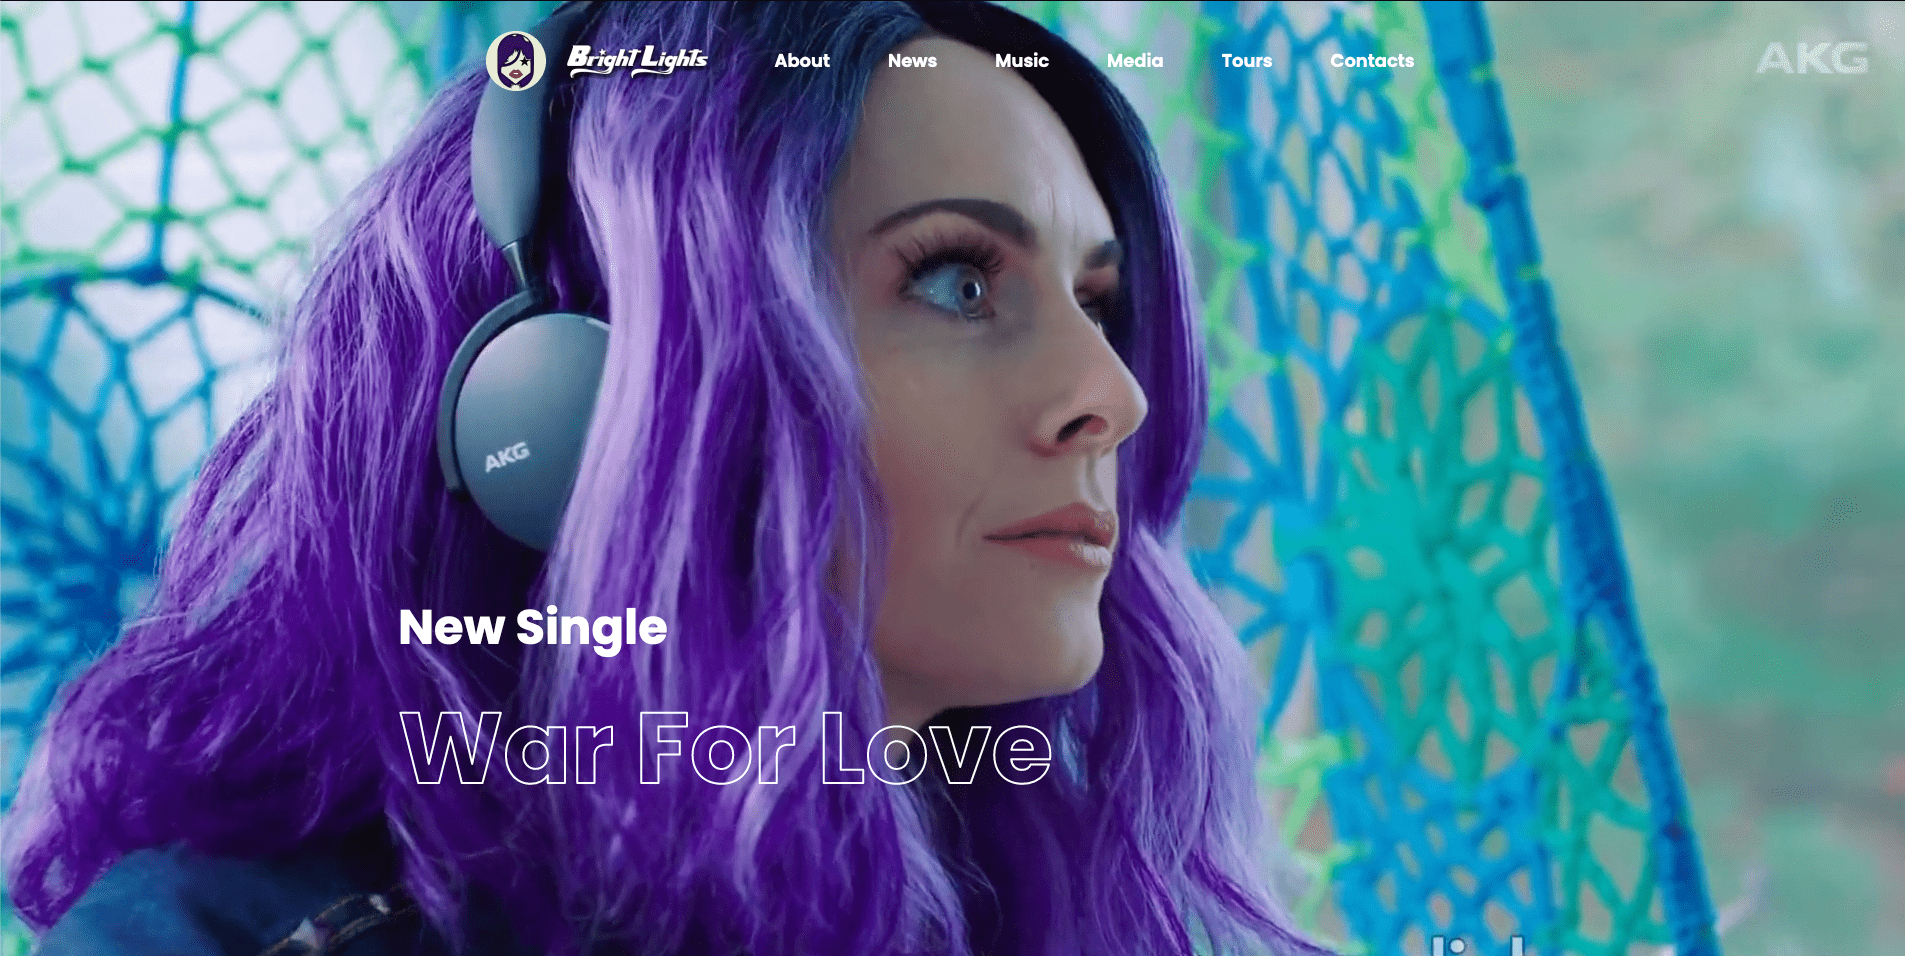 Bright Lights About News Music Media Tours Contacts
AKG
AKG
New Single
War For Love